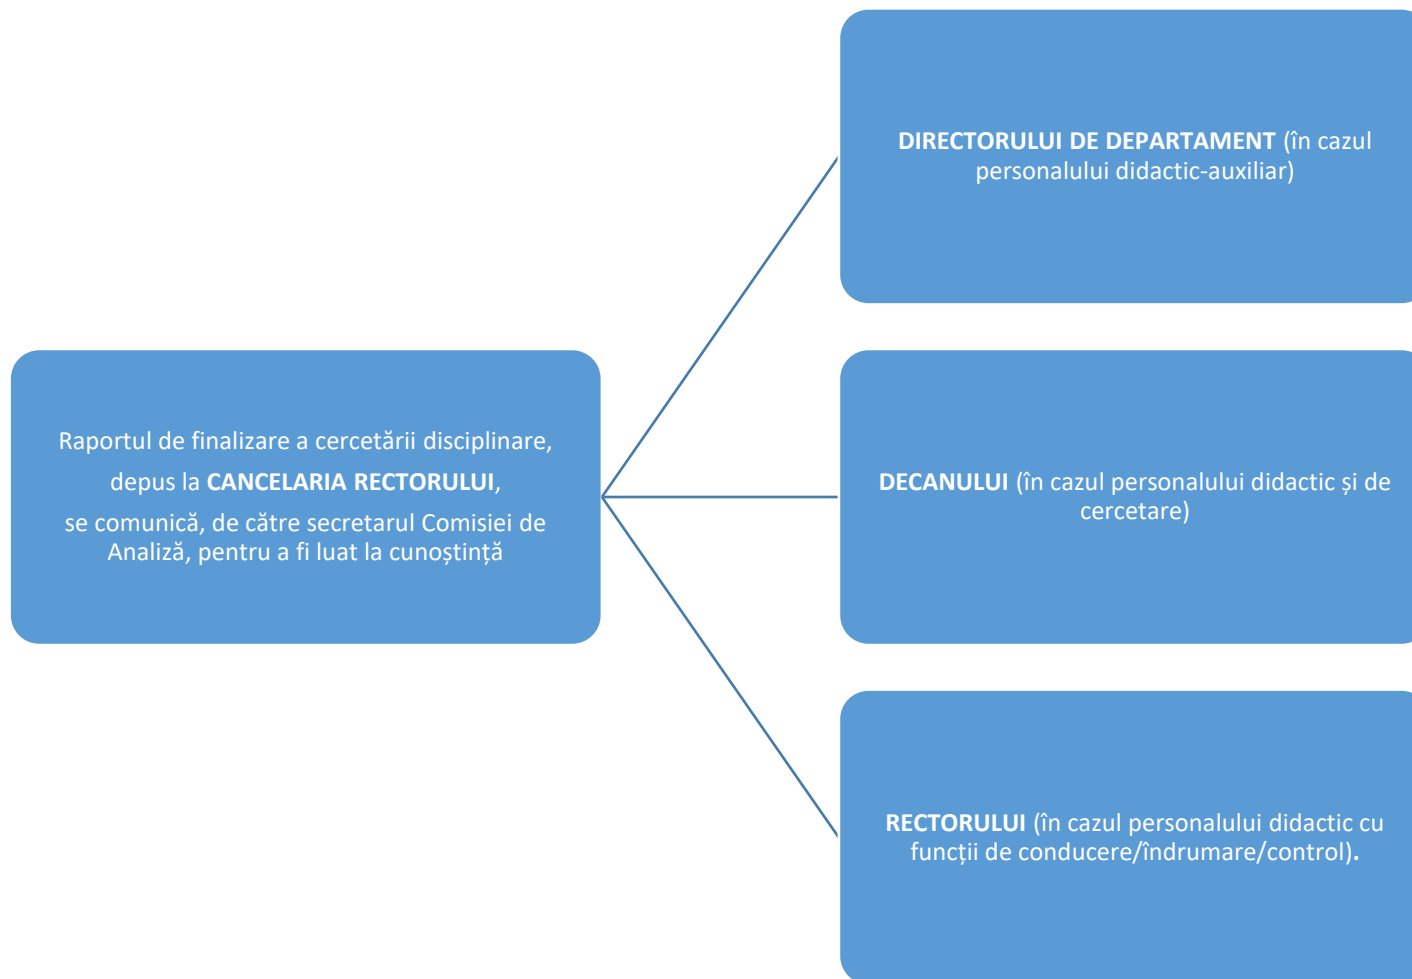 Raportul de finalizare a cercetării disciplinare,
depus la CANCELARIA RECTORULUI,
se comunică, de către secretarul Comisiei de
Analiză, pentru a fi luat la cunoștință
DIRECTORULUI DE DEPARTAMENT (în cazul
personalului didactic-auxiliar)
DECANULUI (în cazul personalului didactic și de
cercetare)
RECTORULUI (în cazul personalului didactic cu
funcții de conducere/îndrumare/control).